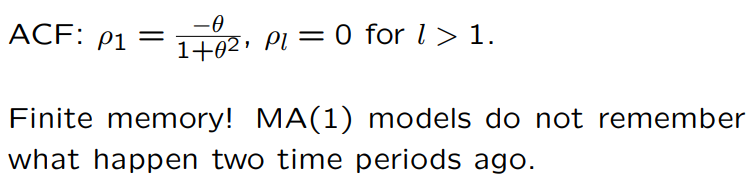 ACF: ρ₁ = −θ/(1+θ²), ρₗ = 0 for l > 1.
Finite memory! MA(1) models do not remember
what happen two time periods ago.